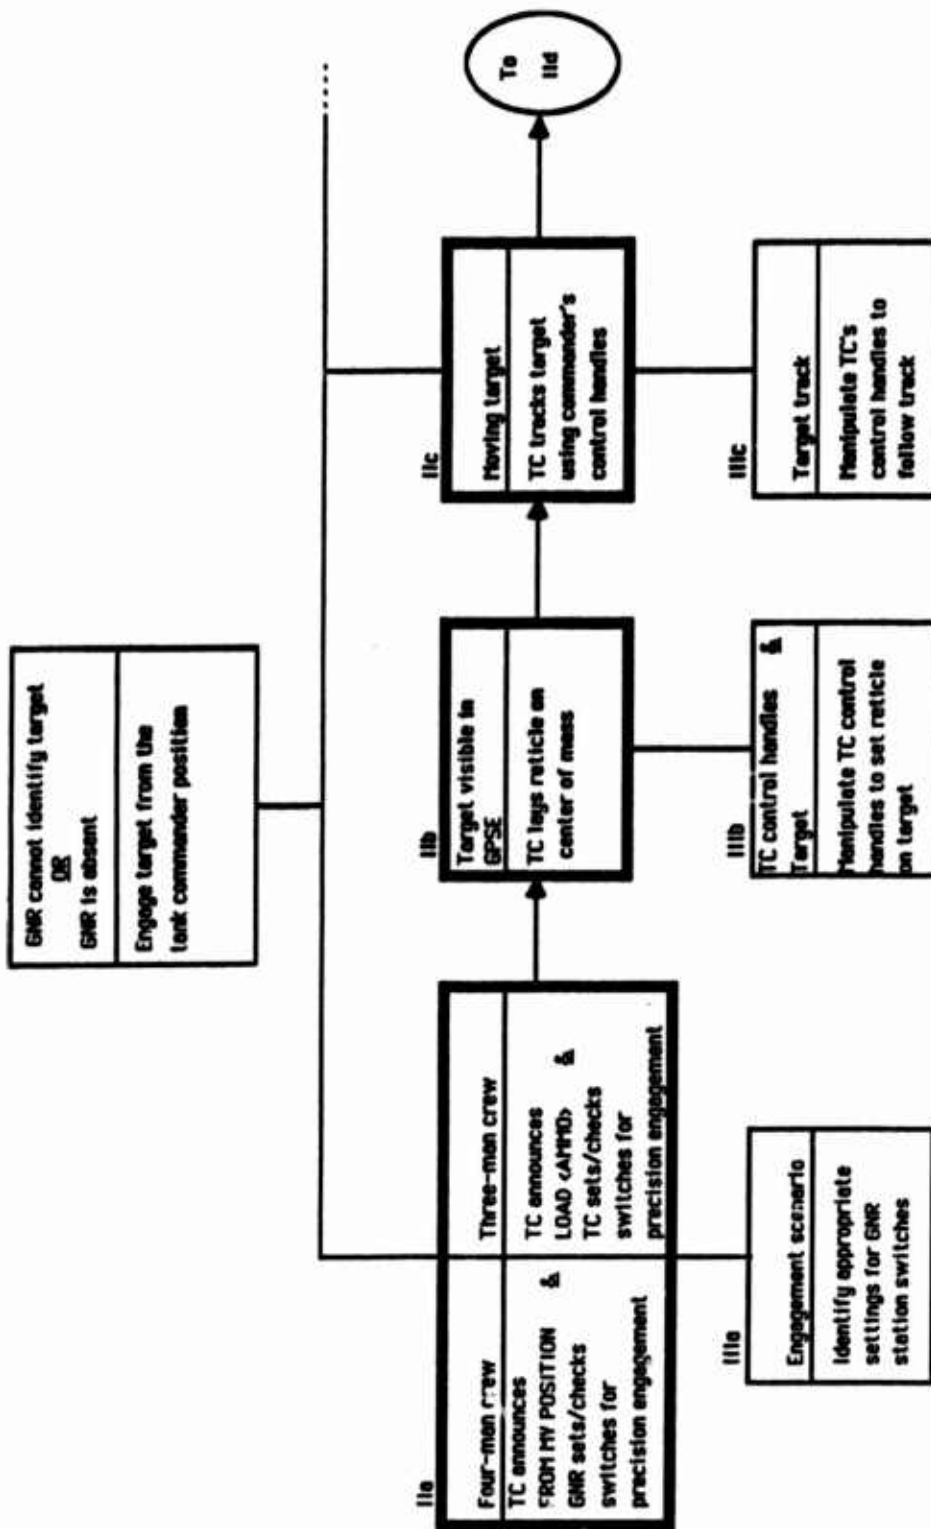 GNR cannot identify target
OR
GNR is absent
Engage target from the
tank commander position
IIa
Four-man crew
TC announces
FROM MY POSITION &
GNR sets/checks
switches for
precision engagement
Three-man crew
TC announces
LOAD <AMMO> &
TC sets/checks
switches for
precision engagement
IIb
Target visible in
GPSE
TC lays reticle on
center of mass
IIc
Moving target
TC tracks target
using commander's
control handles
To
IId
IIIa
Engagement scenario
Identify appropriate
settings for GNR
station switches
IIIb
TC control handles &
Target
Manipulate TC control
handles to set reticle
on target
IIIc
Target track
Manipulate TC's
control handles to
follow track